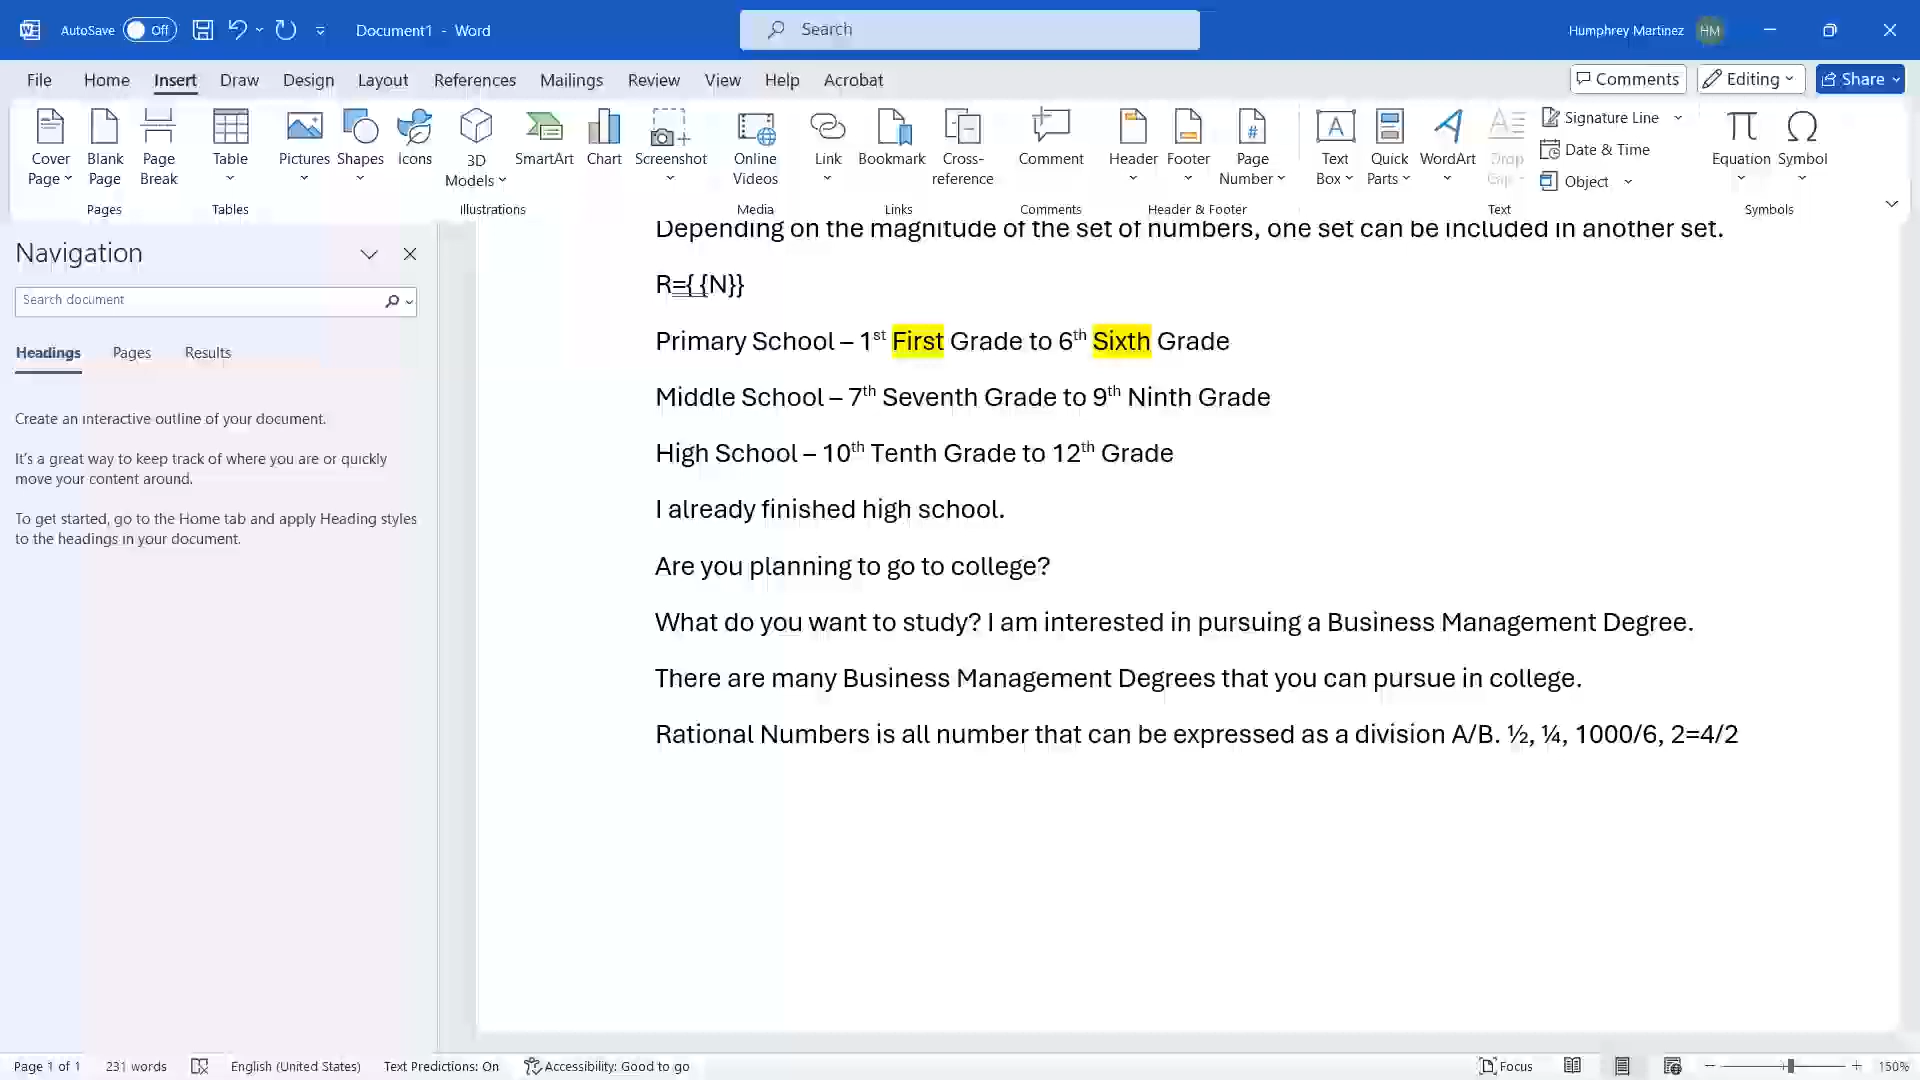 AutoSave Off Document1 - Word Search Humphrey Martinez HM
File Home Insert Draw Design Layout References Mailings Review View Help Acrobat Comments Editing Share
Cover Page
Blank Page
Page Break
Pages
Table
Tables
Pictures
Shapes
Icons
3D Models
SmartArt
Chart
Screenshot
Illustrations
Online Videos
Media
Link
Bookmark
Cross-reference
Links
Comment
Comments
Header
Footer
Page Number
Header & Footer
Text Box
Quick Parts
WordArt
Drop Cap
Signature Line
Date & Time
Object
Text
Equation
Symbol
Symbols
Navigation
Search document
Headings Pages Results
Create an interactive outline of your document.
It's a great way to keep track of where you are or quickly
move your content around.
To get started, go to the Home tab and apply Heading styles
to the headings in your document.
Depending on the magnitude of the set of numbers, one set can be included in another set.
R={ {N}}
Primary School – 1st First Grade to 6th Sixth Grade
Middle School – 7th Seventh Grade to 9th Ninth Grade
High School – 10th Tenth Grade to 12th Grade
I already finished high school.
Are you planning to go to college?
What do you want to study? I am interested in pursuing a Business Management Degree.
There are many Business Management Degrees that you can pursue in college.
Rational Numbers is all number that can be expressed as a division A/B. ½, ¼, 1000/6, 2=4/2
Page 1 of 1 231 words English (United States) Text Predictions: On Accessibility: Good to go Focus 150%